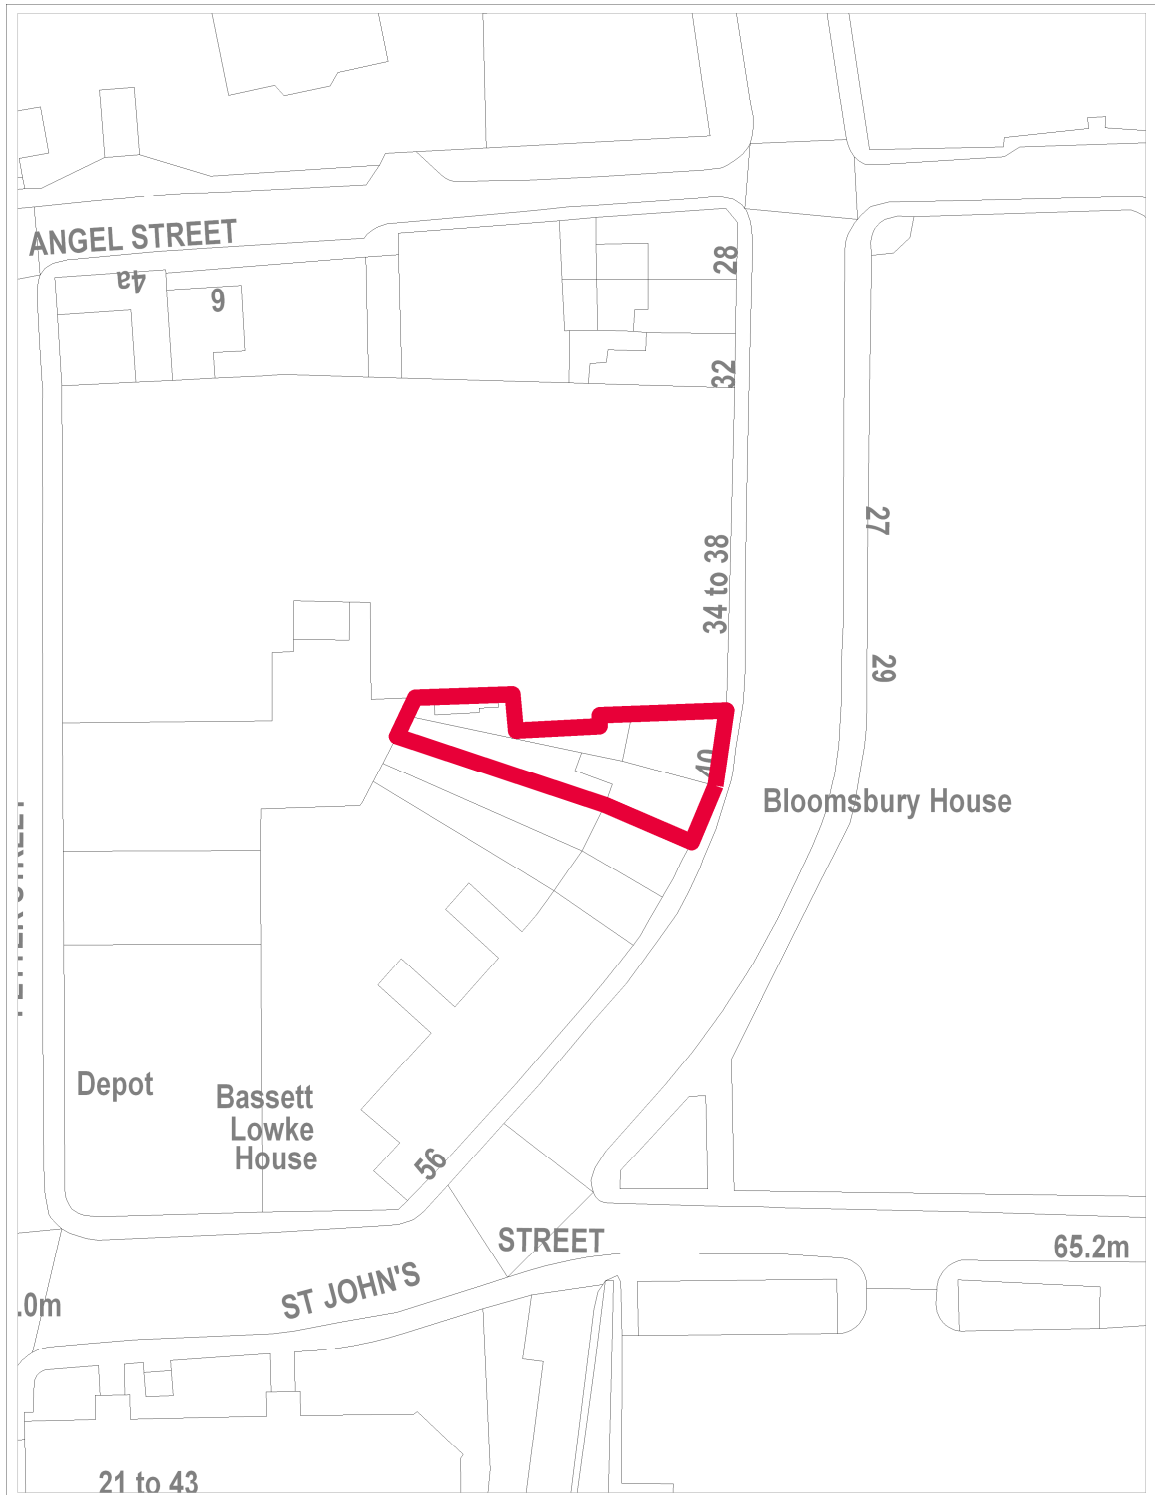 ANGEL STREET
4a
6
28
32
34 to 38
27
29
40
Bloomsbury House
Depot
Bassett
Lowke
House
56
STREET
ST JOHN'S
65.2m
.0m
21 to 43